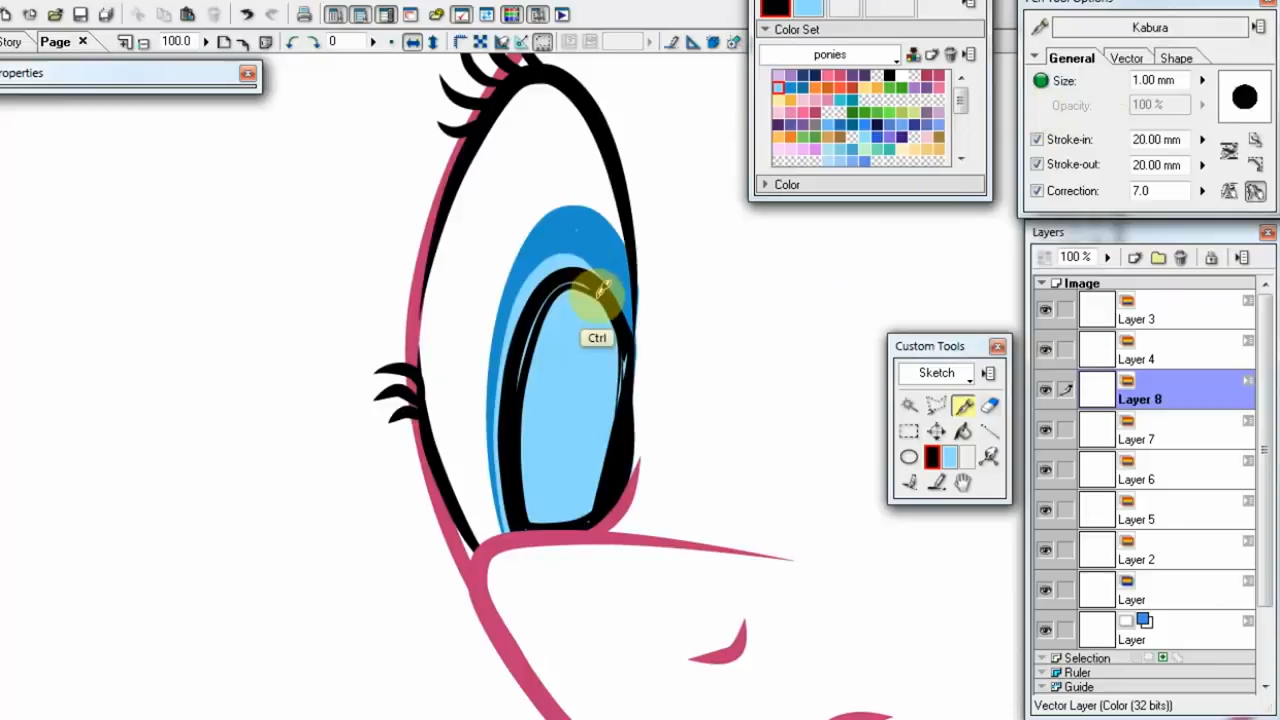 Pen Tool Options
Story
Page
100.0
0
roperties
Color Set
ponies
Color
Kabura
General
Vector
Shape
Size:
1.00 mm
Opacity:
100 %
Stroke-in:
20.00 mm
Stroke-out:
20.00 mm
Correction:
7.0
Ctrl
Custom Tools
Sketch
Layers
100 %
Image
Layer 3
Layer 4
Layer 8
Layer 7
Layer 6
Layer 5
Layer 2
Layer
Layer
Selection
Ruler
Guide
Vector Layer (Color (32 bits))